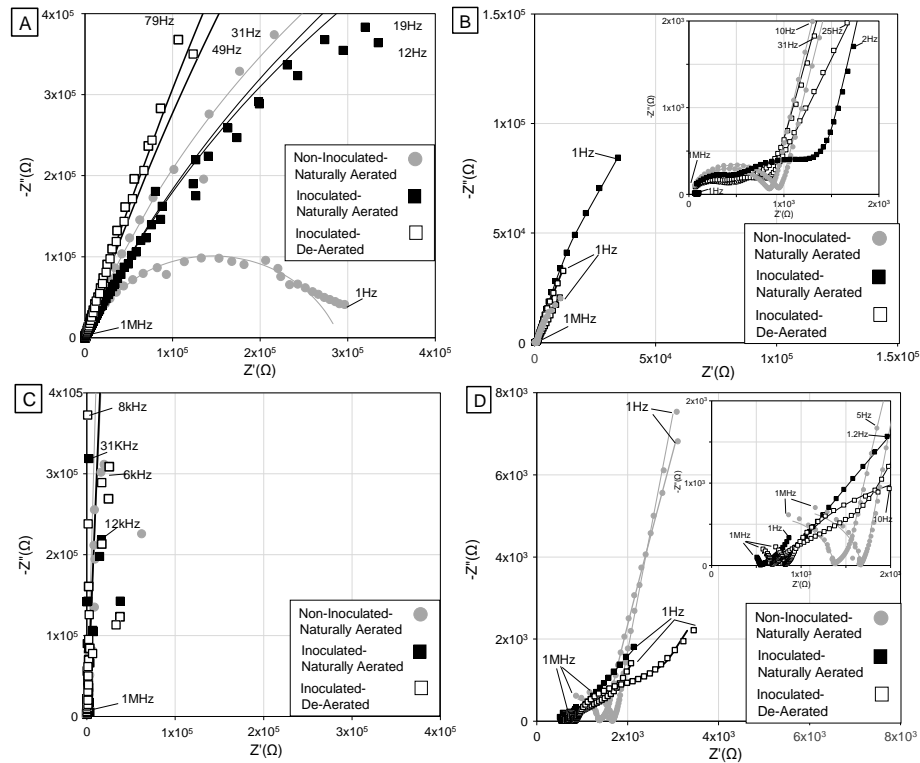 A
4x10⁵
3x10⁵
2x10⁵
1x10⁵
0
-Z"(Ω)
79Hz
49Hz
31Hz
19Hz
12Hz
1Hz
1MHz
Non-Inoculated-
Naturally Aerated
Inoculated-
Naturally Aerated
Inoculated-
De-Aerated
0
1x10⁵
2x10⁵
3x10⁵
4x10⁵
Z'(Ω)
B
1.5x10⁵
1x10⁵
5x10⁴
0
-Z"(Ω)
1Hz
1Hz
1MHz
2x10³
1x10³
0
-Z"(Ω)
10Hz
31Hz
25Hz
2Hz
1MHz
1Hz
0
1x10³
2x10³
Z'(Ω)
Non-Inoculated-
Naturally Aerated
Inoculated-
Naturally Aerated
Inoculated-
De-Aerated
0
5x10⁴
1x10⁵
1.5x10⁵
Z'(Ω)
C
4x10⁵
3x10⁵
2x10⁵
1x10⁵
0
-Z"(Ω)
8kHz
31KHz
6kHz
12kHz
1MHz
Non-Inoculated-
Naturally Aerated
Inoculated-
Naturally Aerated
Inoculated-
De-Aerated
0
1x10⁵
2x10⁵
3x10⁵
4x10⁵
Z'(Ω)
D
8x10³
6x10³
4x10³
2x10³
0
-Z"(Ω)
1Hz
1Hz
1MHz
2x10³
1x10³
0
-Z"(Ω)
5Hz
1.2Hz
1MHz
1Hz
1MHz
10Hz
0
1x10³
2x10³
Z'(Ω)
Non-Inoculated-
Naturally Aerated
Inoculated-
Naturally Aerated
Inoculated-
De-Aerated
0
2x10³
4x10³
6x10³
8x10³
Z'(Ω)